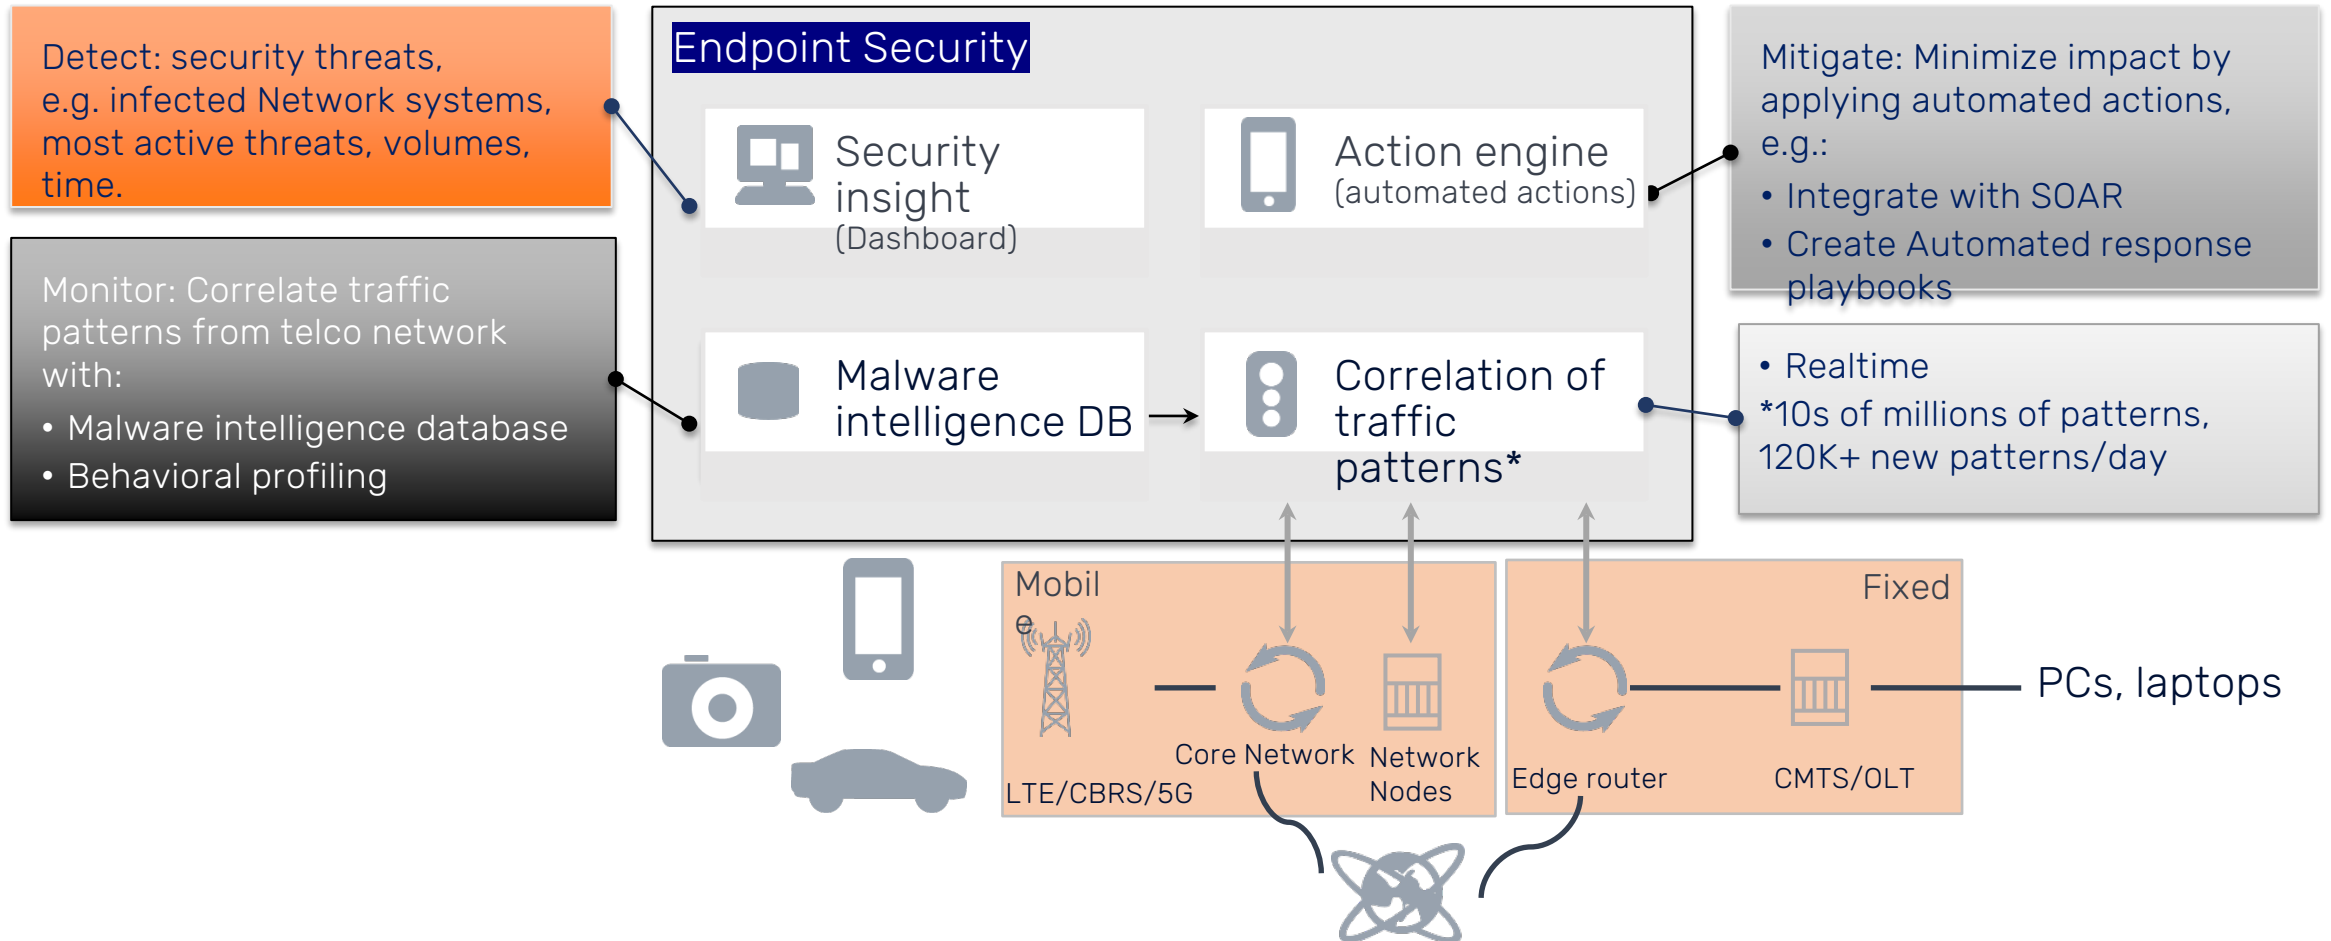 Detect: security threats,
e.g. infected Network systems,
most active threats, volumes,
time.
Monitor: Correlate traffic
patterns from telco network
with:
• Malware intelligence database
• Behavioral profiling
Endpoint Security
Security
insight
(Dashboard)
Action engine
(automated actions)
Malware
intelligence DB
Correlation of
traffic
patterns*
Mitigate: Minimize impact by
applying automated actions,
e.g.:
• Integrate with SOAR
• Create Automated response
playbooks
• Realtime
*10s of millions of patterns,
120K+ new patterns/day
Mobil
e
LTE/CBRS/5G
Core Network
Network
Nodes
Fixed
Edge router
CMTS/OLT
PCs, laptops